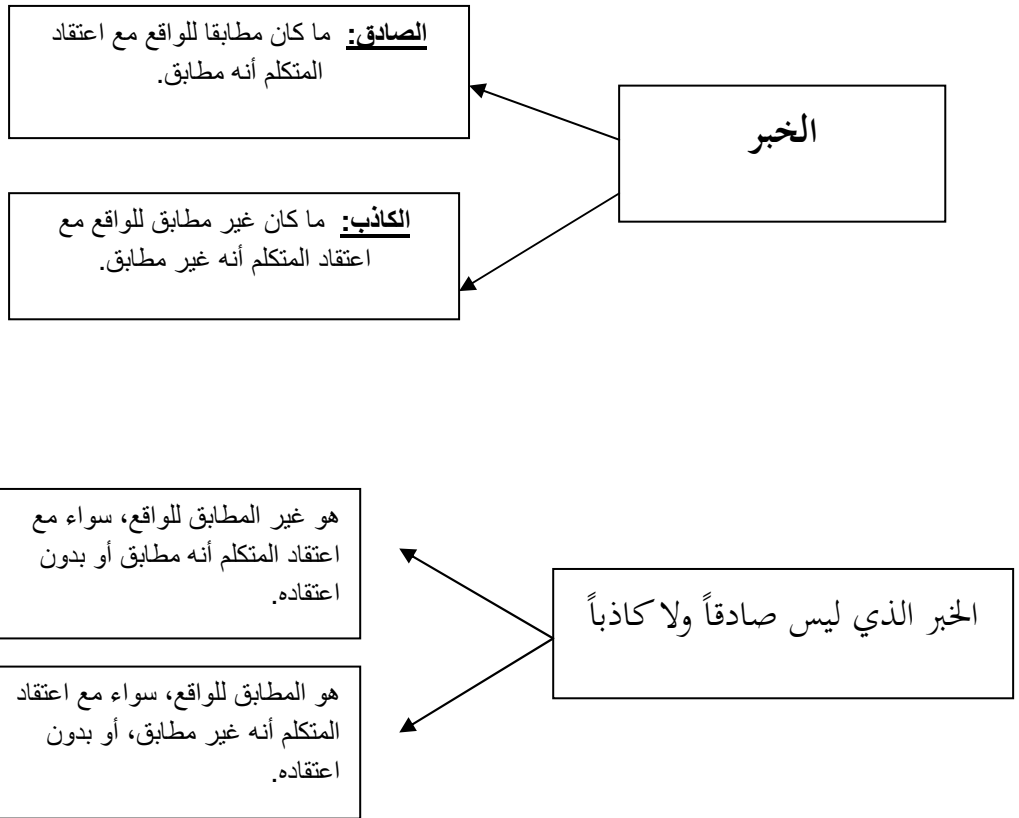 الخبر
الصادق: ما كان مطابقا للواقع مع اعتقاد
المتكلم أنه مطابق.
الكاذب: ما كان غير مطابق للواقع مع
اعتقاد المتكلم أنه غير مطابق.
الخبر الذي ليس صادقاً ولا كاذباً
هو غير المطابق للواقع، سواء مع
اعتقاد المتكلم أنه مطابق أو بدون
اعتقاده.
هو المطابق للواقع، سواء مع اعتقاد
المتكلم أنه غير مطابق، أو بدون
اعتقاده.